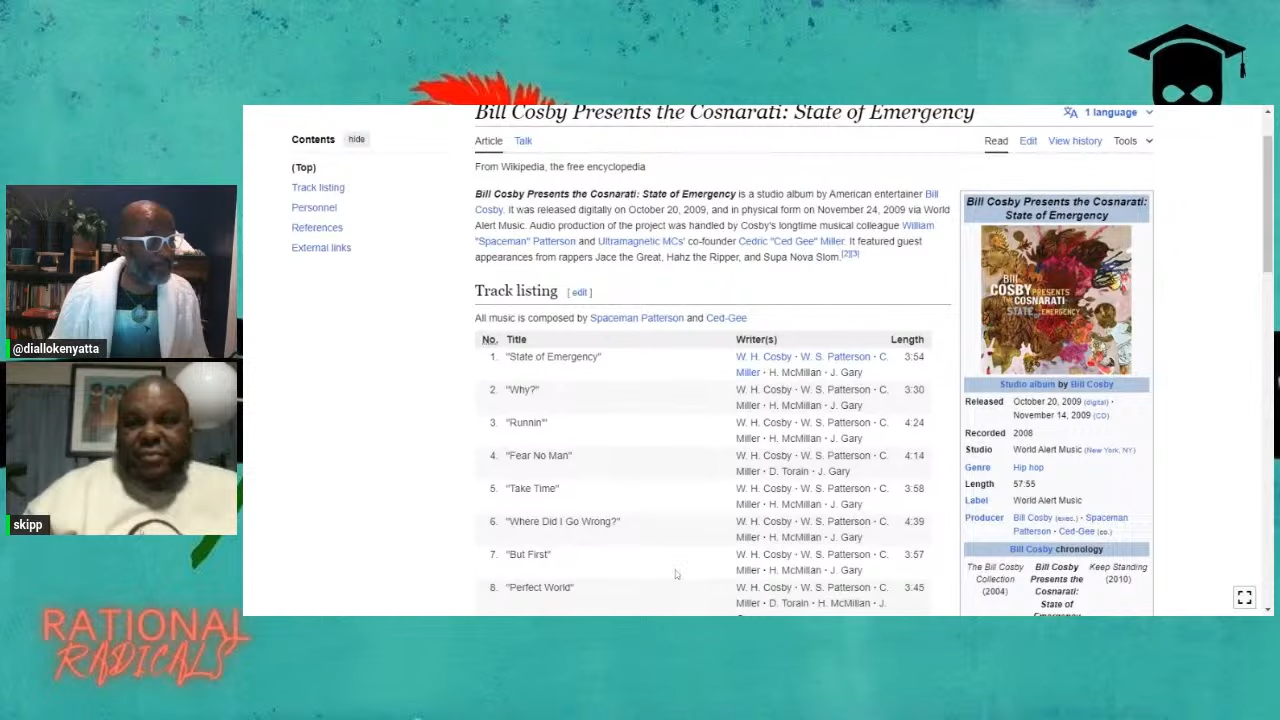 Bill Cosby Presents the Cosnarati: State of Emergency
1 language
Contents hide
Article Talk
Read Edit View history Tools
(Top)
Track listing
Personnel
References
External links
From Wikipedia, the free encyclopedia
Bill Cosby Presents the Cosnarati: State of Emergency is a studio album by American entertainer Bill
Cosby. It was released digitally on October 20, 2009, and in physical form on November 24, 2009 via World
Alert Music. Audio production of the project was handled by Cosby's longtime musical colleague William
"Spaceman" Patterson and Ultramagnetic MCs' co-founder Cedric "Ced Gee" Miller. It featured guest
appearances from rappers Jace the Great, Hahz the Ripper, and Supa Nova Slom.[2][3]
Track listing [ edit ]
All music is composed by Spaceman Patterson and Ced-Gee
No. Title Writer(s) Length
1. "State of Emergency" W. H. Cosby · W. S. Patterson · C. 3:54
Miller · H. McMillan · J. Gary
2. "Why?" W. H. Cosby · W. S. Patterson · C. 3:30
Miller · H. McMillan · J. Gary
3. "Runnin'" W. H. Cosby · W. S. Patterson · C. 4:24
Miller · H. McMillan · J. Gary
4. "Fear No Man" W. H. Cosby · W. S. Patterson · C. 4:14
Miller · D. Torain · J. Gary
5. "Take Time" W. H. Cosby · W. S. Patterson · C. 3:58
Miller · H. McMillan · J. Gary
6. "Where Did I Go Wrong?" W. H. Cosby · W. S. Patterson · C. 4:39
Miller · H. McMillan · J. Gary
7. "But First" W. H. Cosby · W. S. Patterson · C. 3:57
Miller · H. McMillan · J. Gary
8. "Perfect World" W. H. Cosby · W. S. Patterson · C. 3:45
Miller · D. Torain · H. McMillan · J.
Bill Cosby Presents the Cosnarati:
State of Emergency
BILL
COSBY PRESENTS
THE COSNARATI
STATE OF EMERGENCY
Studio album by Bill Cosby
Released October 20, 2009 (digital) ·
November 14, 2009 (CD)
Recorded 2008
Studio World Alert Music (New York, NY)
Genre Hip hop
Length 57:55
Label World Alert Music
Producer Bill Cosby (exec.) · Spaceman
Patterson · Ced-Gee (co.)
Bill Cosby chronology
The Bill Cosby Bill Cosby Keep Standing
Collection Presents the (2010)
(2004) Cosnarati:
State of
Emergency
@diallokenyatta
skipp
RATIONAL
RADICALS